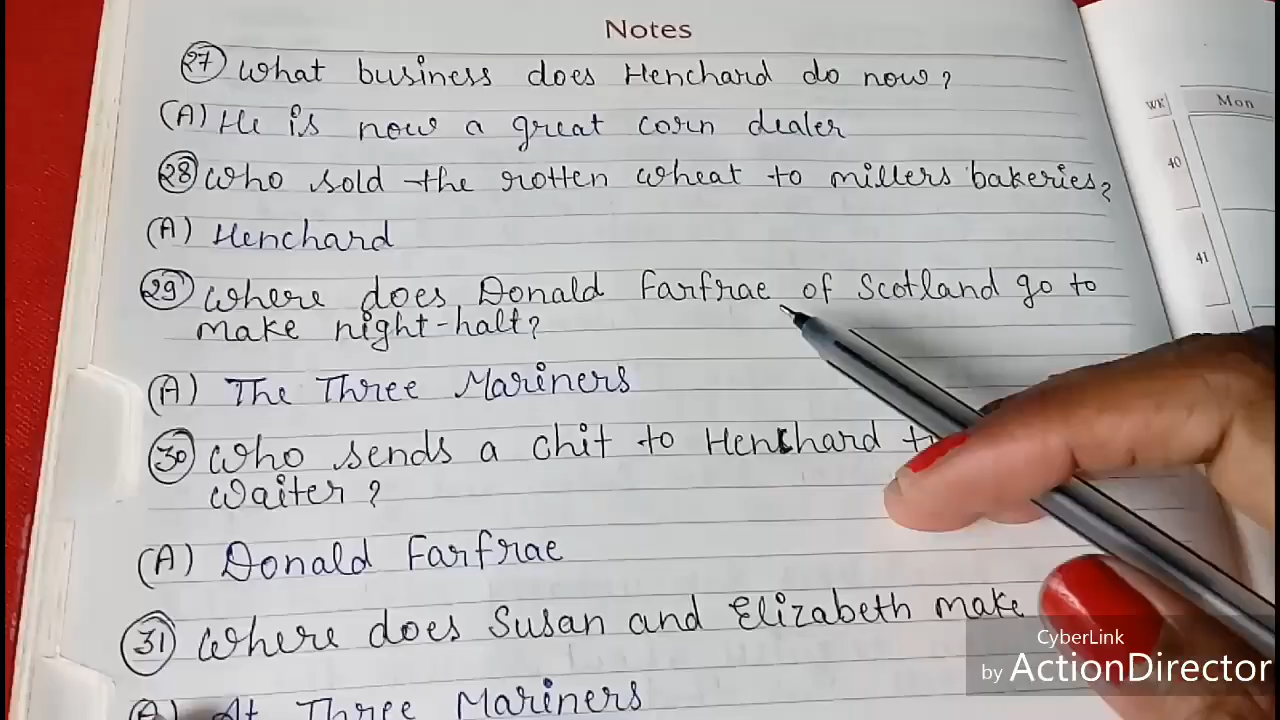 Notes
27 What business does Henchard do now?
(A) He is now a great corn dealer
28 Who sold the rotten wheat to millers bakeries?
(A) Henchard
29 Where does Donald Farfrae of Scotland go to
make night-halt?
(A) The Three Mariners
30 Who sends a chit to Henchard
Waiter?
(A) Donald Farfrae
31 Where does Susan and Elizabeth make
(A) At Three Mariners
WK
Mon
40
41
CyberLink
by ActionDirector